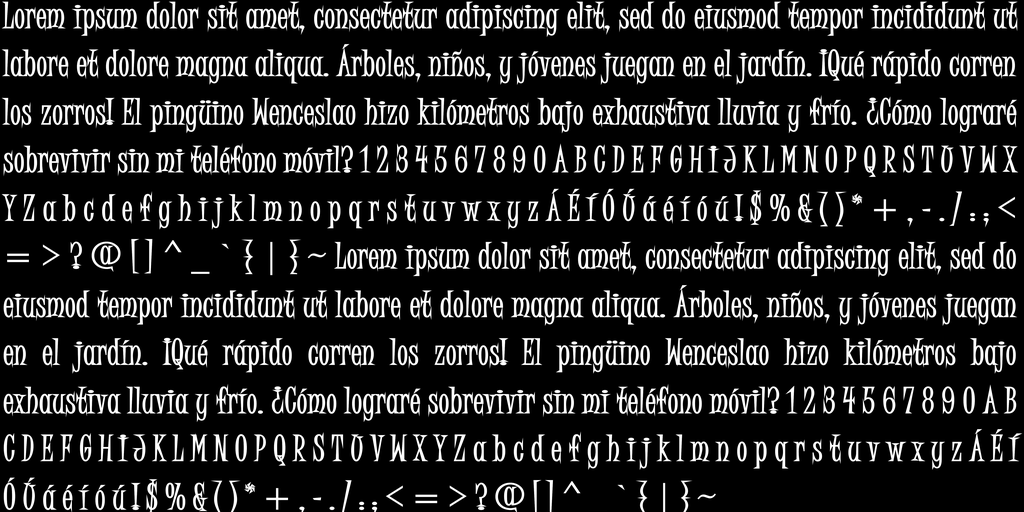 Lorem ipsum dolor sit amet, consectetur adipiscing elit, sed do eiusmod tempor incididunt ut
labore et dolore magna aliqua. Árboles, niños, y jóvenes juegan en el jardín. ¡Qué rápido corren
los zorros! El pingüino Wenceslao hizo kilómetros bajo exhaustiva lluvia y frío. ¿Cómo lograré
sobrevivir sin mi teléfono móvil? 1 2 3 4 5 6 7 8 9 0 A B C D E F G H I J K L M N O P Q R S T U V W X
Y Z a b c d e f g h i j k l m n o p q r s t u v w x y z Á É Í Ó Ú á é í ó ú ! $ % & ( ) * + , - . / : ; <
= > ? @ [ ] ^ _ ` { | } ~ Lorem ipsum dolor sit amet, consectetur adipiscing elit, sed do
eiusmod tempor incididunt ut labore et dolore magna aliqua. Árboles, niños, y jóvenes juegan
en el jardín. ¡Qué rápido corren los zorros! El pingüino Wenceslao hizo kilómetros bajo
exhaustiva lluvia y frío. ¿Cómo lograré sobrevivir sin mi teléfono móvil? 1 2 3 4 5 6 7 8 9 0 A B
C D E F G H I J K L M N O P Q R S T U V W X Y Z a b c d e f g h i j k l m n o p q r s t u v w x y z Á É Í
Ó Ú á é í ó ú ! $ % & ( ) * + , - . / : ; < = > ? @ [ ] ^ ` { | } ~